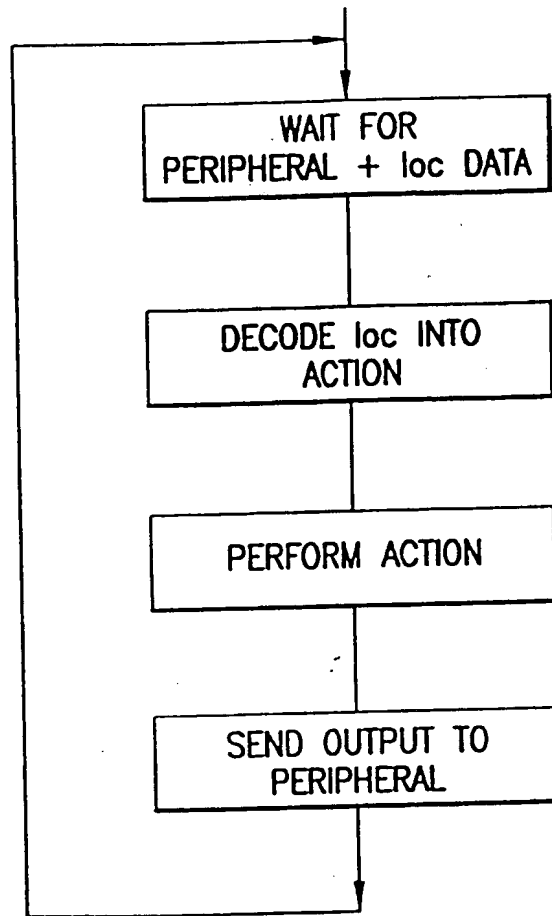 WAIT FOR
PERIPHERAL + loc DATA
DECODE loc INTO
ACTION
PERFORM ACTION
SEND OUTPUT TO
PERIPHERAL